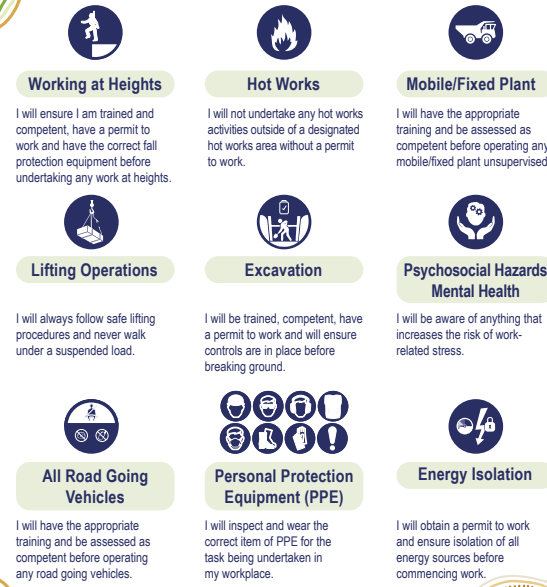 Working at Heights
I will ensure I am trained and
competent, have a permit to
work and have the correct fall
protection equipment before
undertaking any work at heights.
Hot Works
I will not undertake any hot works
activities outside of a designated
hot works area without a permit
to work.
Mobile/Fixed Plant
I will have the appropriate
training and be assessed as
competent before operating any
mobile/fixed plant unsupervised
Lifting Operations
I will always follow safe lifting
procedures and never walk
under a suspended load.
Excavation
I will be trained, competent, have
a permit to work and will ensure
controls are in place before
breaking ground.
Psychosocial Hazards
Mental Health
I will be aware of anything that
increases the risk of work-
related stress.
All Road Going
Vehicles
I will have the appropriate
training and be assessed as
competent before operating
any road going vehicles.
Personal Protection
Equipment (PPE)
I will inspect and wear the
correct item of PPE for the
task being undertaken in
my workplace.
Energy Isolation
I will obtain a permit to work
and ensure isolation of all
energy sources before
commencing work.